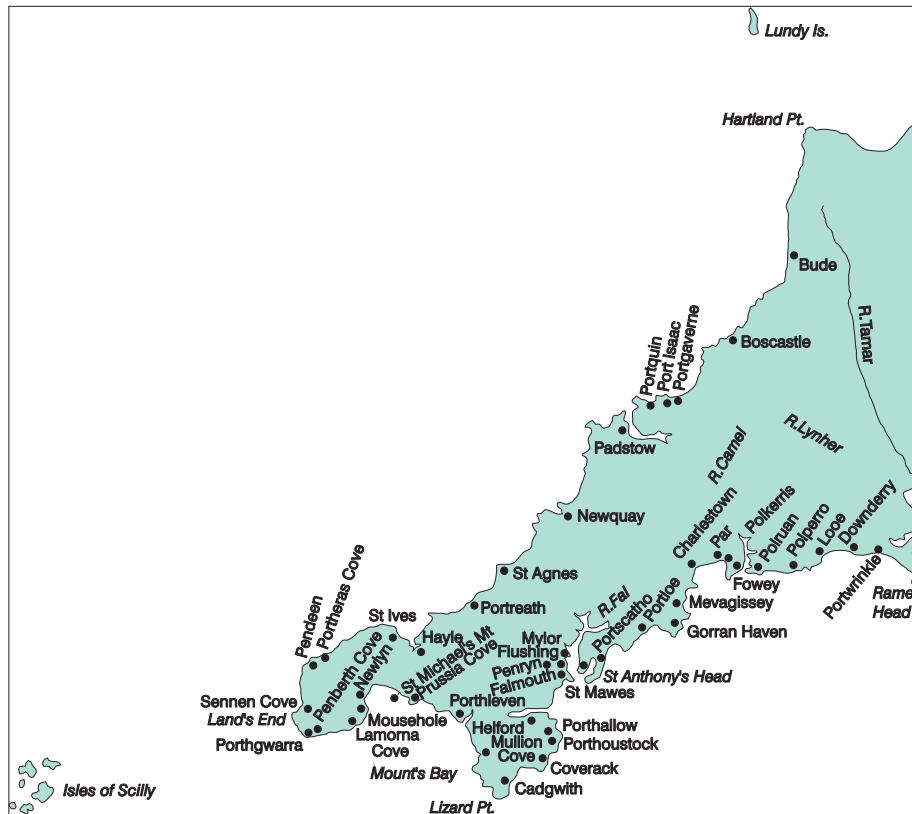 Lundy Is.
Hartland Pt.
Bude
R.Tamar
Boscastle
Portquin
Port Isaac
Portgaverne
Padstow
R.Camel
R.Lynher
Newquay
Charlestown
Par
Polkerris
Polruan
Polperro
Looe
Downderry
Fowey
Portwrinkle
Rame
Head
St Agnes
Portreath
R.Fal
Portscatho
Portloe
Mevagissey
Gorran Haven
Pendeen
Portheras Cove
St Ives
Hayle
St Michael's Mt
Prussia Cove
Mylor
Flushing
Penryn
Falmouth
St Anthony's Head
St Mawes
Penberth Cove
Newlyn
Sennen Cove
Land's End
Porthgwarra
Mousehole
Lamorna
Cove
Porthleven
Helford
Mullion
Cove
Porthallow
Porthoustock
Coverack
Cadgwith
Mount's Bay
Lizard Pt.
Isles of Scilly